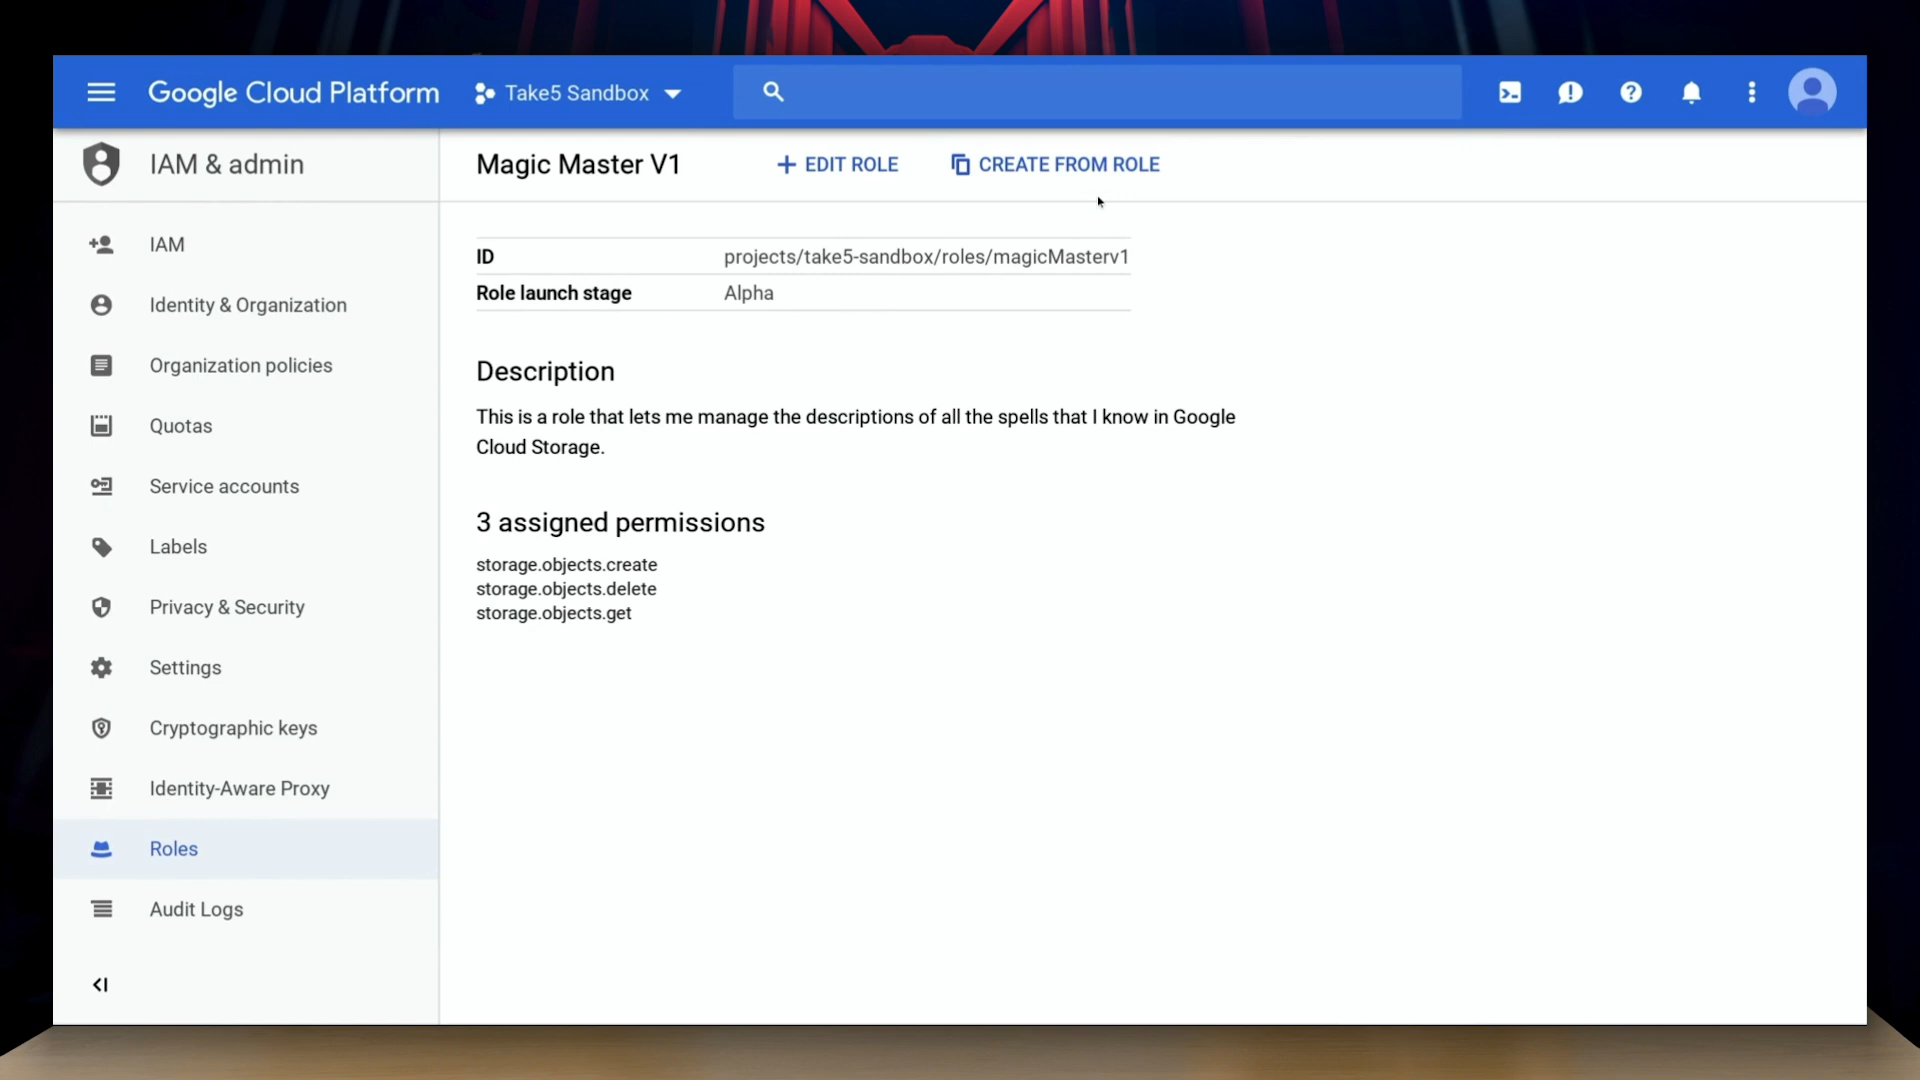 Google Cloud Platform
Take5 Sandbox
IAM & admin
Magic Master V1
EDIT ROLE
CREATE FROM ROLE
IAM
Identity & Organization
Organization policies
Quotas
Service accounts
Labels
Privacy & Security
Settings
Cryptographic keys
Identity-Aware Proxy
Roles
Audit Logs
ID projects/take5-sandbox/roles/magicMasterv1
Role launch stage Alpha
Description
This is a role that lets me manage the descriptions of all the spells that I know in Google
Cloud Storage.
3 assigned permissions
storage.objects.create
storage.objects.delete
storage.objects.get